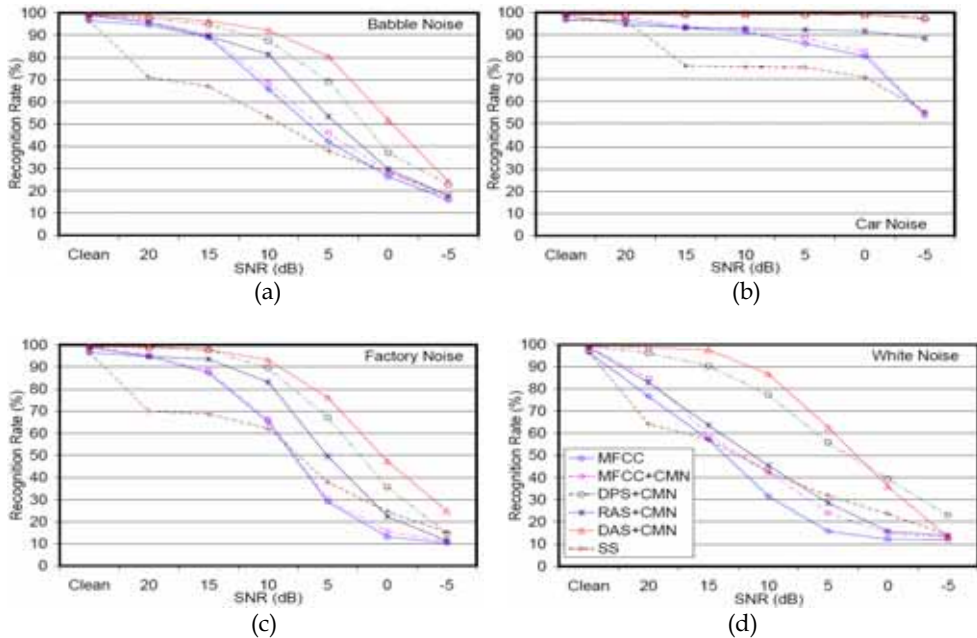 100
90
80
70
60
50
40
30
20
10
0
Recognition Rate (%)
Babble Noise
Clean 20 15 10 5 0 -5
SNR (dB)
(a)
100
90
80
70
60
50
40
30
20
10
0
Recognition Rate (%)
Car Noise
Clean 20 15 10 5 0 -5
SNR (dB)
(b)
100
90
80
70
60
50
40
30
20
10
0
Recognition Rate (%)
Factory Noise
Clean 20 15 10 5 0 -5
SNR (dB)
(c)
100
90
80
70
60
50
40
30
20
10
0
Recognition Rate (%)
White Noise
MFCC
MFCC+CMN
DPS+CMN
RAS+CMN
DAS+CMN
SS
Clean 20 15 10 5 0 -5
SNR (dB)
(d)